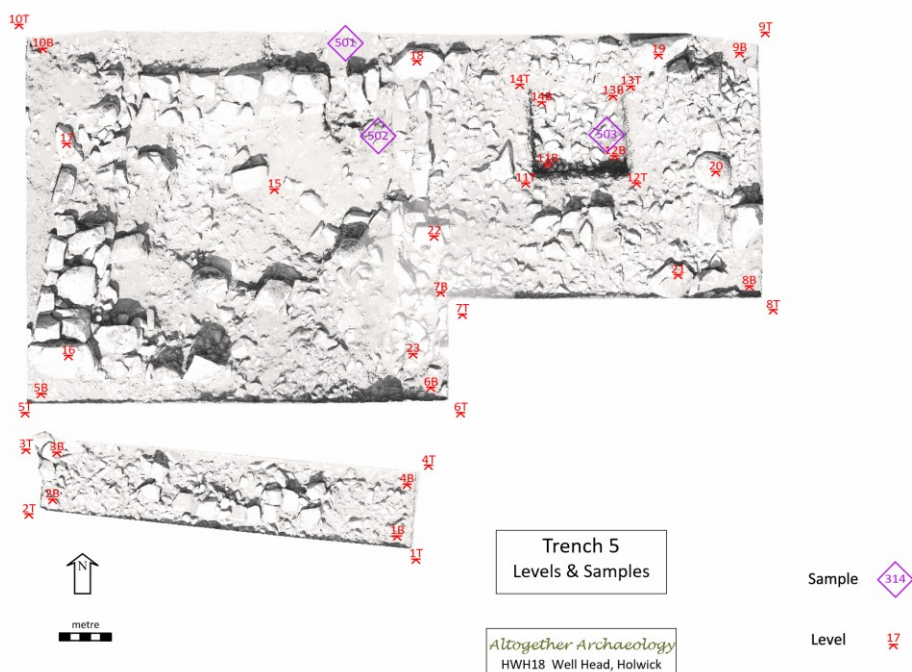 10T
9T
10B
501
18
19
9B
14T
13T
14B
13B
17
502
503
12B
11B
20
11T
12T
15
22
21
7B
8B
7T
8T
16
23
5B
6B
5T
6T
3T
3B
4T
4B
2B
2T
1B
1T
Trench 5
Levels & Samples
N
metre
Sample 314
Level 17
Altogether Archaeology
HWH18 Well Head, Holwick